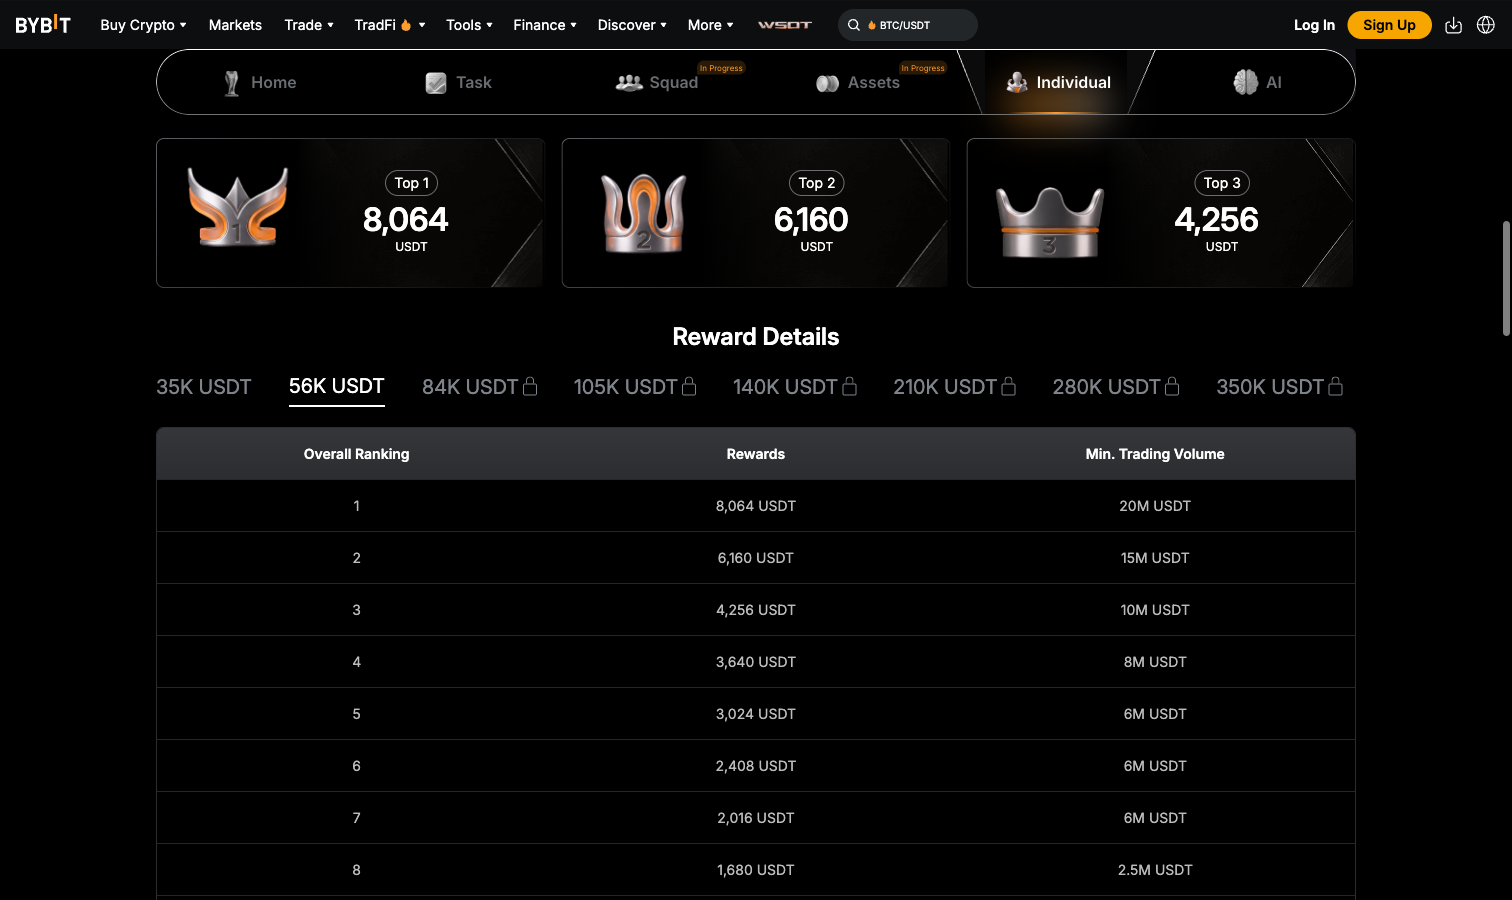 BYBIT Buy Crypto Markets Trade TradFi Tools Finance Discover More WSOT BTC/USDT Log In Sign Up
Home Task Squad In Progress Assets In Progress Individual AI
Top 1
8,064
USDT
1
Top 2
6,160
USDT
2
Top 3
4,256
USDT
3
Reward Details
35K USDT 56K USDT 84K USDT 105K USDT 140K USDT 210K USDT 280K USDT 350K USDT
Overall Ranking Rewards Min. Trading Volume
1 8,064 USDT 20M USDT
2 6,160 USDT 15M USDT
3 4,256 USDT 10M USDT
4 3,640 USDT 8M USDT
5 3,024 USDT 6M USDT
6 2,408 USDT 6M USDT
7 2,016 USDT 6M USDT
8 1,680 USDT 2.5M USDT